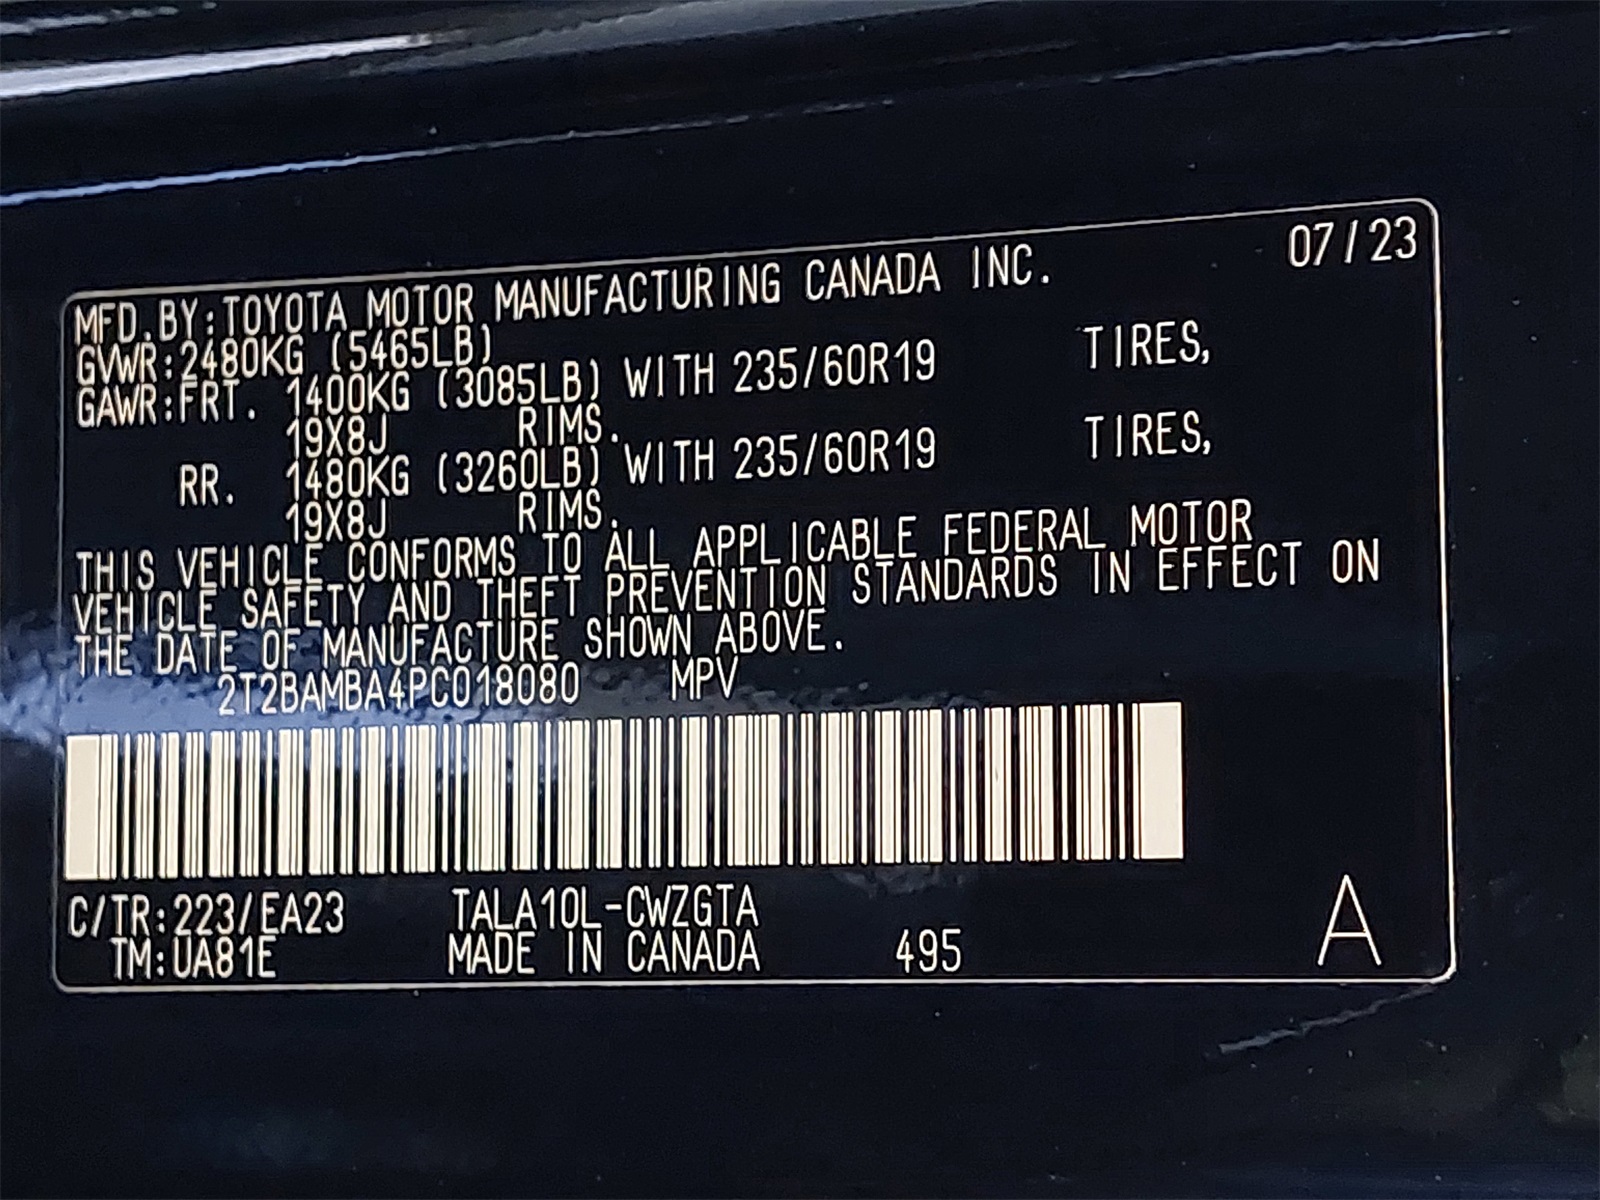 07/23
MFD.BY:TOYOTA MOTOR MANUFACTURING CANADA INC.
GVWR:2480KG (5465LB)
GAWR:FRT. 1400KG (3085LB) WITH 235/60R19 TIRES,
19X8J RIMS.
RR. 1480KG (3260LB) WITH 235/60R19 TIRES,
19X8J RIMS.
THIS VEHICLE CONFORMS TO ALL APPLICABLE FEDERAL MOTOR
VEHICLE SAFETY AND THEFT PREVENTION STANDARDS IN EFFECT ON
THE DATE OF MANUFACTURE SHOWN ABOVE.
2T2BAMBA4PC018080 MPV
C/TR:223/EA23 TALA10L-CWZGTA
TM:UA81E MADE IN CANADA 495 A